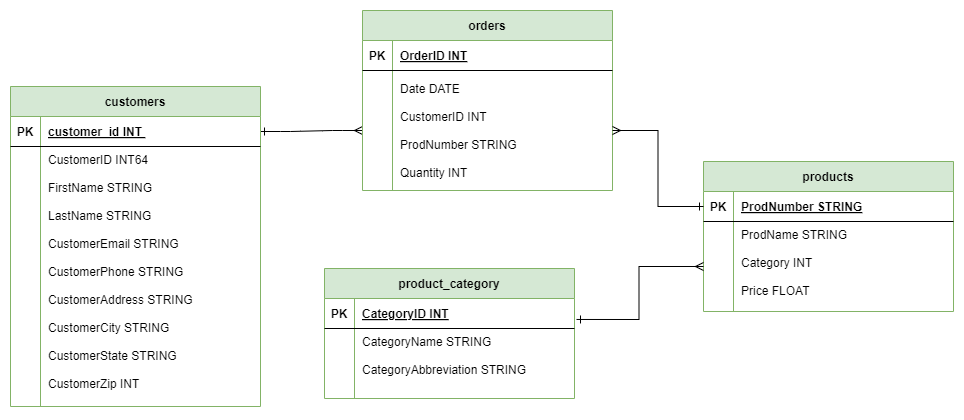 orders
PK OrderID INT
Date DATE
CustomerID INT
ProdNumber STRING
Quantity INT
customers
PK customer_id INT
CustomerID INT64
FirstName STRING
LastName STRING
CustomerEmail STRING
CustomerPhone STRING
CustomerAddress STRING
CustomerCity STRING
CustomerState STRING
CustomerZip INT
products
PK ProdNumber STRING
ProdName STRING
Category INT
Price FLOAT
product_category
PK CategoryID INT
CategoryName STRING
CategoryAbbreviation STRING